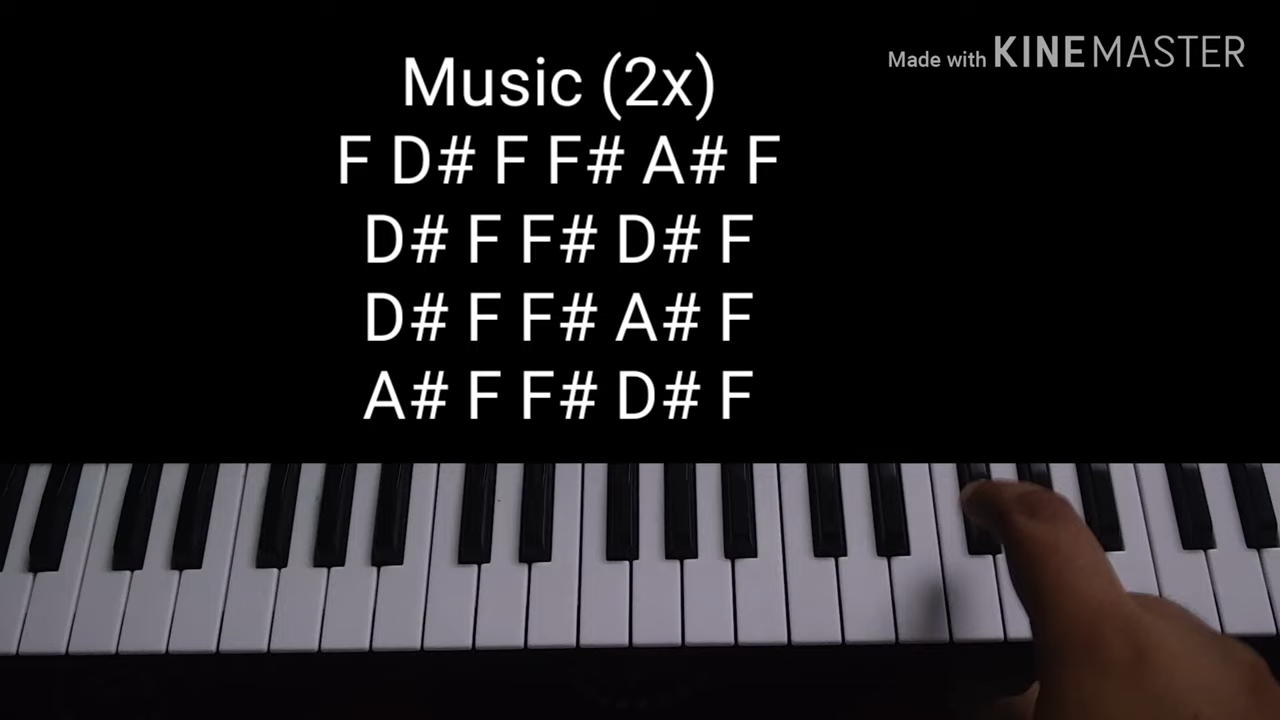 Made with KINEMASTER
Music (2x)
F D# F F# A# F
D# F F# D# F
D# F F# A# F
A# F F# D# F